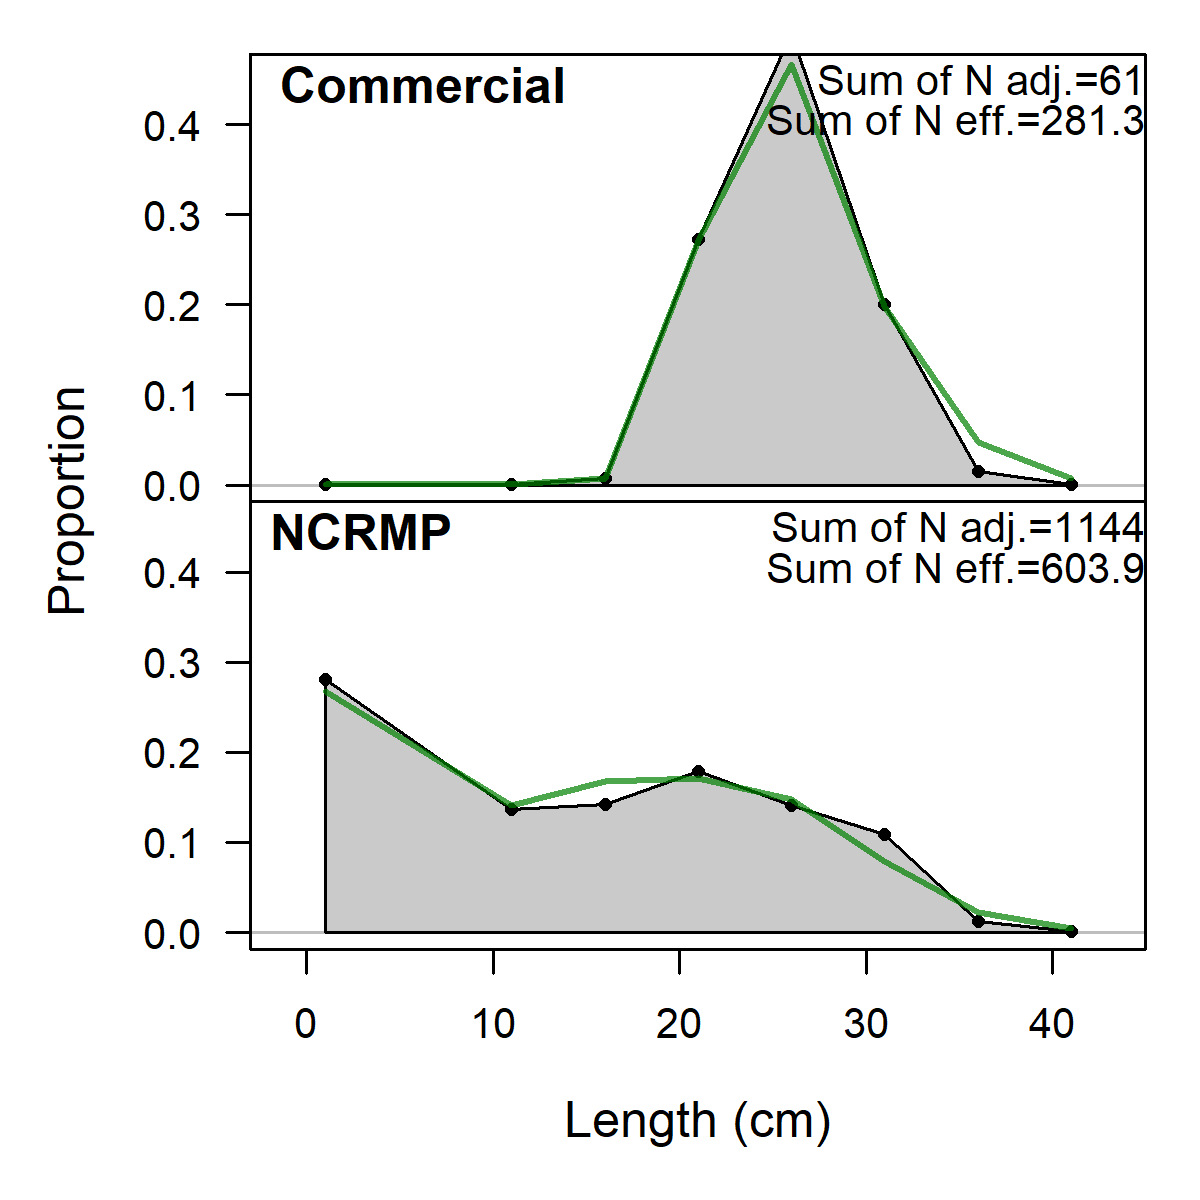 Commercial
Sum of N adj.=61
Sum of N eff.=281.3
0.4
0.3
0.2
0.1
0.0
NCRMP
Sum of N adj.=1144
Sum of N eff.=603.9
0.4
0.3
0.2
0.1
0.0
Proportion
0 10 20 30 40
Length (cm)